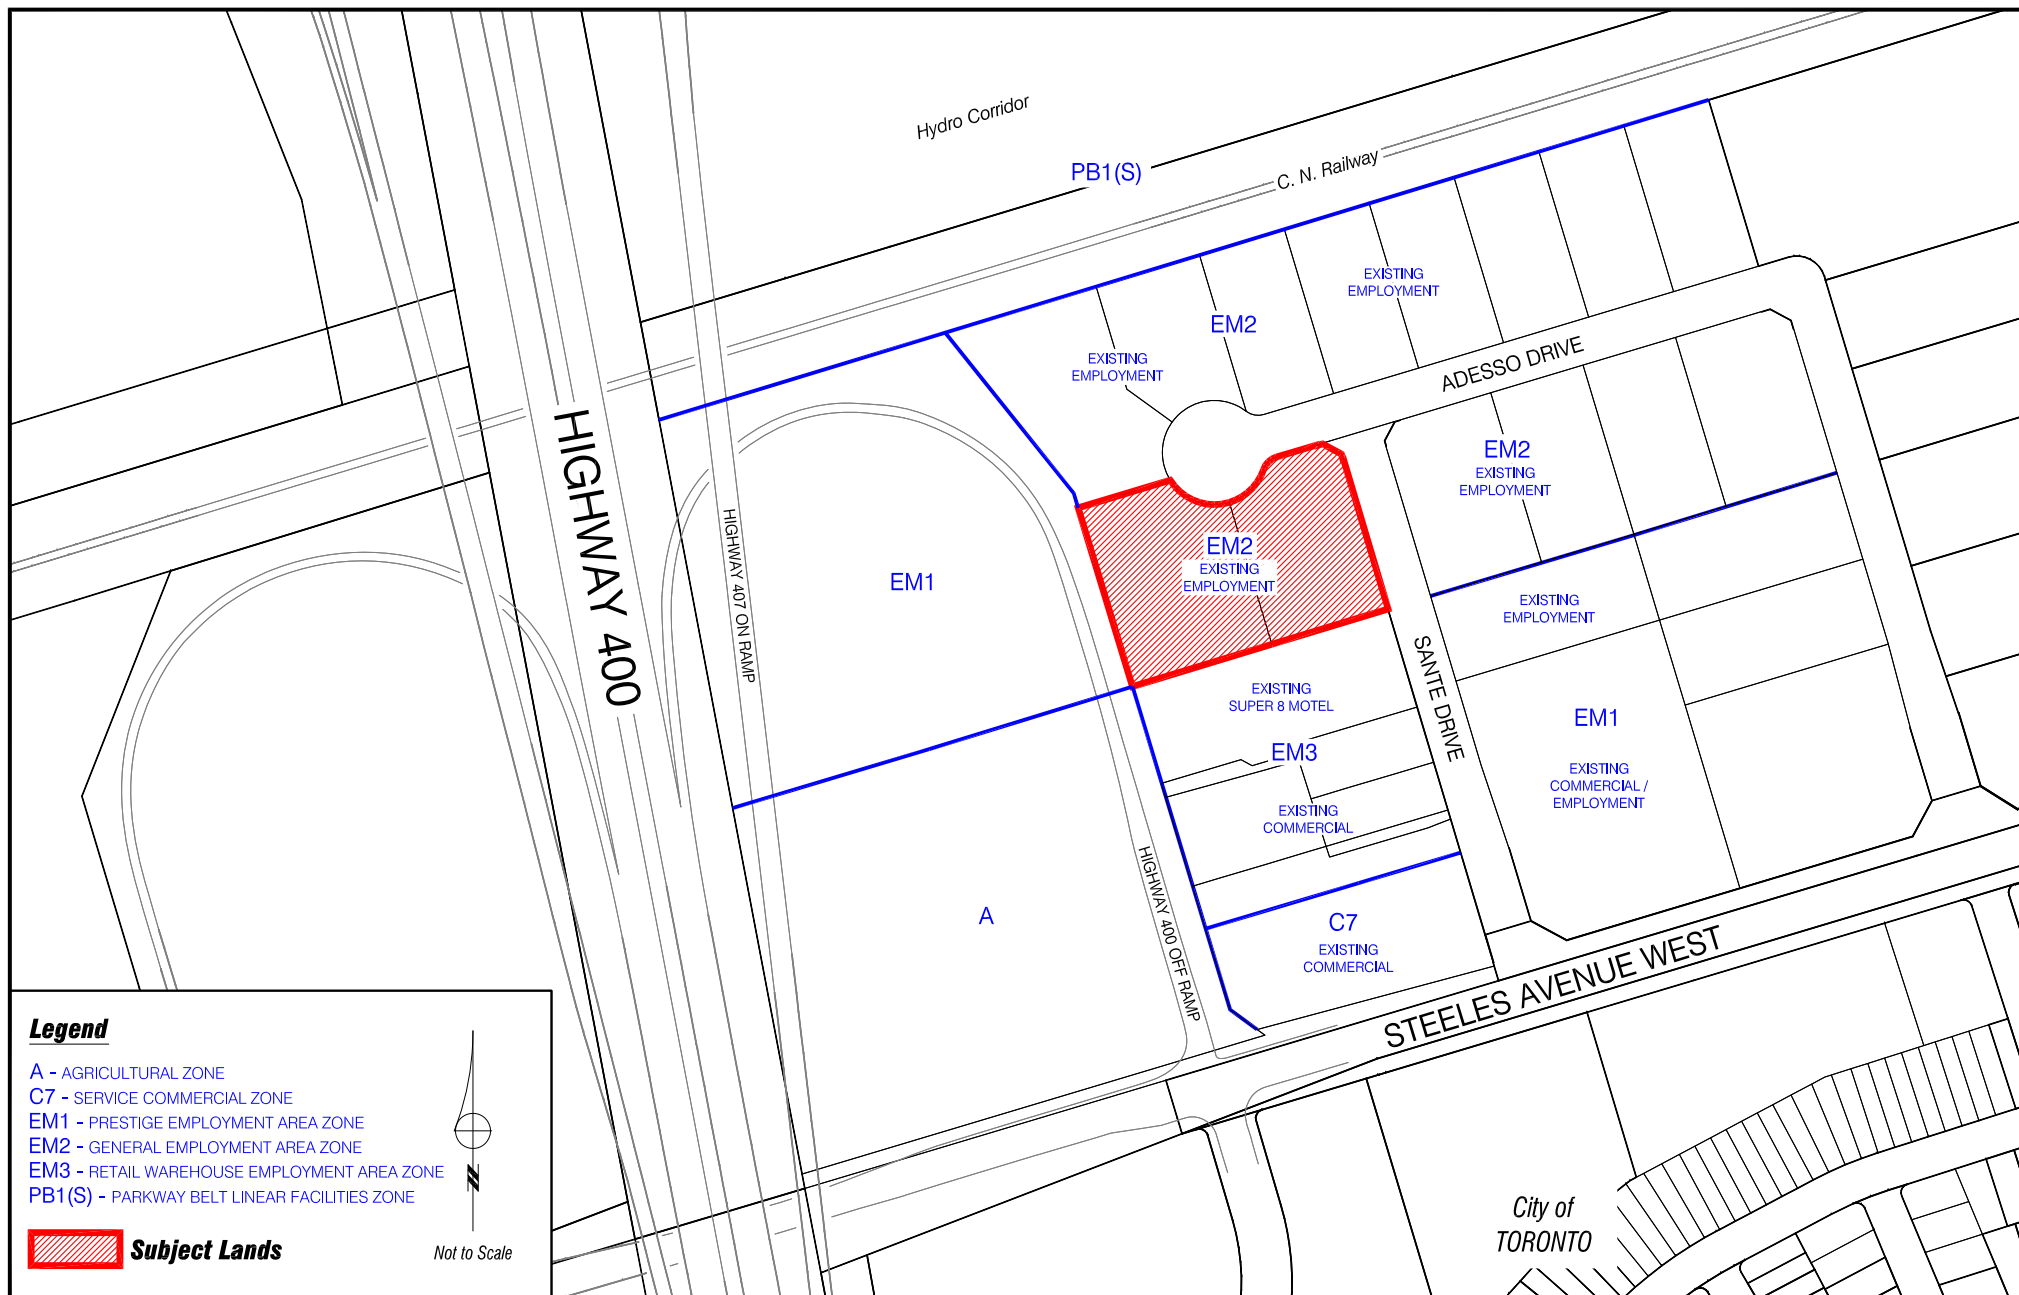 Hydro Corridor
PB1(S)
C. N. Railway
EXISTING
EMPLOYMENT
EM2
EXISTING
EMPLOYMENT
ADESSO DRIVE
HIGHWAY 400
HIGHWAY 407 ON RAMP
EM1
EM2
EXISTING
EMPLOYMENT
EM2
EXISTING
EMPLOYMENT
EXISTING
EMPLOYMENT
SANTE DRIVE
EXISTING
SUPER 8 MOTEL
EM3
EXISTING
COMMERCIAL
EM1
EXISTING
COMMERCIAL /
EMPLOYMENT
A
HIGHWAY 400 OFF RAMP
C7
EXISTING
COMMERCIAL
STEELES AVENUE WEST
City of
TORONTO
Legend
A - AGRICULTURAL ZONE
C7 - SERVICE COMMERCIAL ZONE
EM1 - PRESTIGE EMPLOYMENT AREA ZONE
EM2 - GENERAL EMPLOYMENT AREA ZONE
EM3 - RETAIL WAREHOUSE EMPLOYMENT AREA ZONE
PB1(S) - PARKWAY BELT LINEAR FACILITIES ZONE
N
Subject Lands
Not to Scale